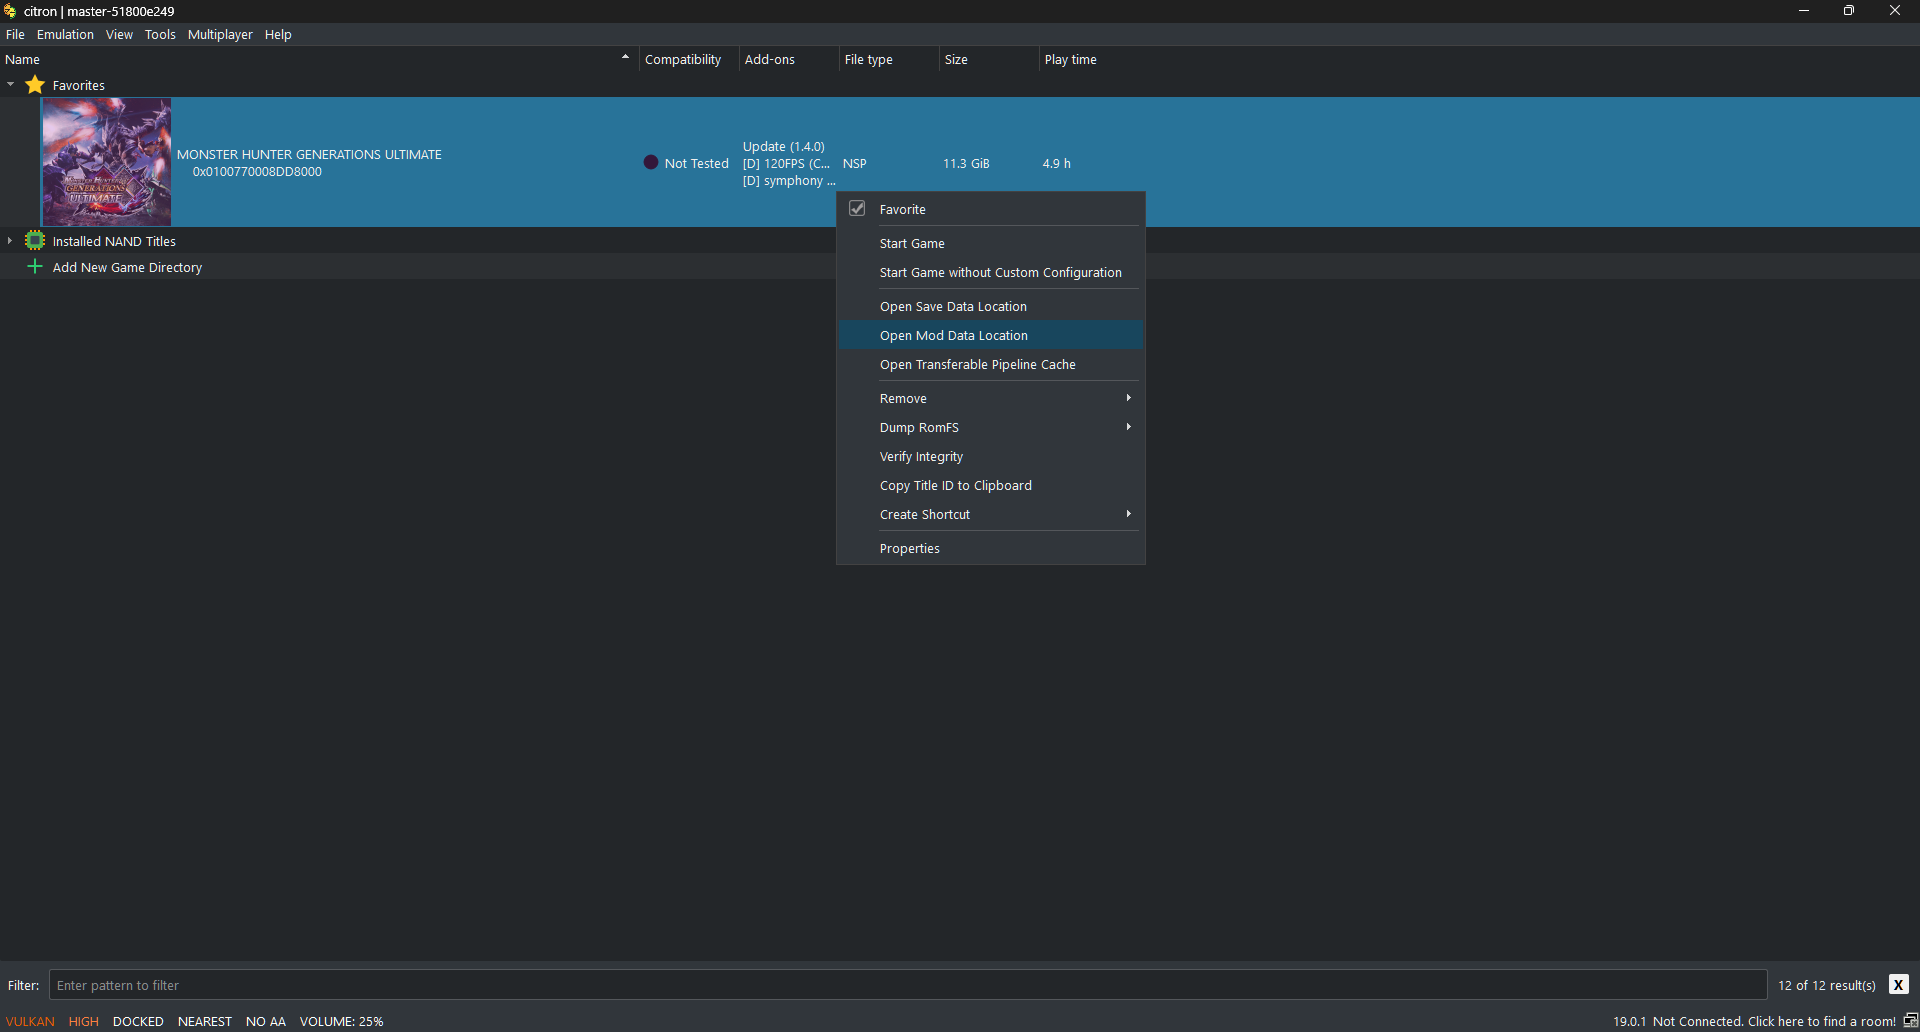 citron | master-51800e249
File Emulation View Tools Multiplayer Help
Name Compatibility Add-ons File type Size Play time
Favorites
MONSTER HUNTER GENERATIONS ULTIMATE
0x0100770008DD8000
MONSTER HUNTER
GENERATIONS
ULTIMATE
Not Tested
Update (1.4.0)
[D] 120FPS (C...
[D] symphony ...
NSP
11.3 GiB
4.9 h
Installed NAND Titles
Add New Game Directory
Favorite
Start Game
Start Game without Custom Configuration
Open Save Data Location
Open Mod Data Location
Open Transferable Pipeline Cache
Remove
Dump RomFS
Verify Integrity
Copy Title ID to Clipboard
Create Shortcut
Properties
Filter: Enter pattern to filter 12 of 12 result(s) X
VULKAN HIGH DOCKED NEAREST NO AA VOLUME: 25% 19.0.1 Not Connected. Click here to find a room!